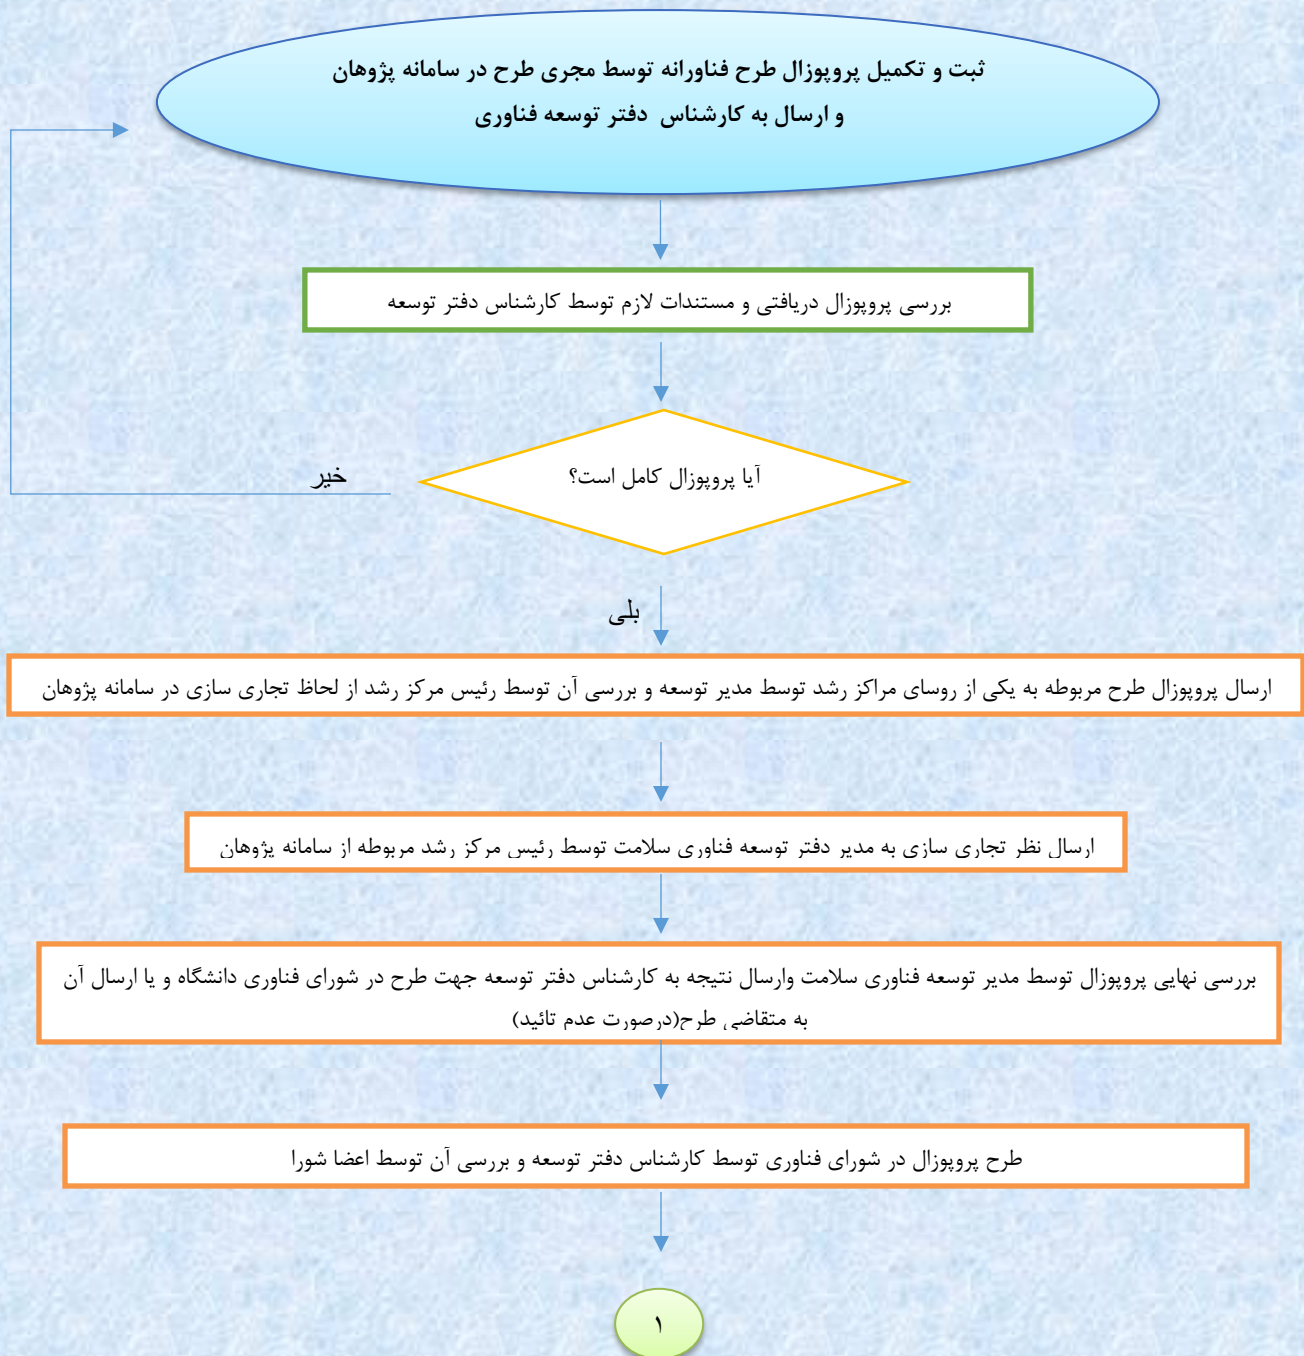 ثبت و تکمیل پروپوزال طرح فناورانه توسط مجری طرح در سامانه پژوهان
و ارسال به کارشناس دفتر توسعه فناوری
بررسی پروپوزال دریافتی و مستندات لازم توسط کارشناس دفتر توسعه
آیا پروپوزال کامل است؟
خیر
بلی
ارسال پروپوزال طرح مربوطه به یکی از روسای مراکز رشد توسط مدیر توسعه و بررسی آن توسط رئیس مرکز رشد از لحاظ تجاری سازی در سامانه پژوهان
ارسال نظر تجاری سازی به مدیر دفتر توسعه فناوری سلامت توسط رئیس مرکز رشد مربوطه از سامانه پژوهان
بررسی نهایی پروپوزال توسط مدیر توسعه فناوری سلامت وارسال نتیجه به کارشناس دفتر توسعه جهت طرح در شورای فناوری دانشگاه و یا ارسال آن
به متقاضی طرح(درصورت عدم تائید)
طرح پروپوزال در شورای فناوری توسط کارشناس دفتر توسعه و بررسی آن توسط اعضا شورا
۱